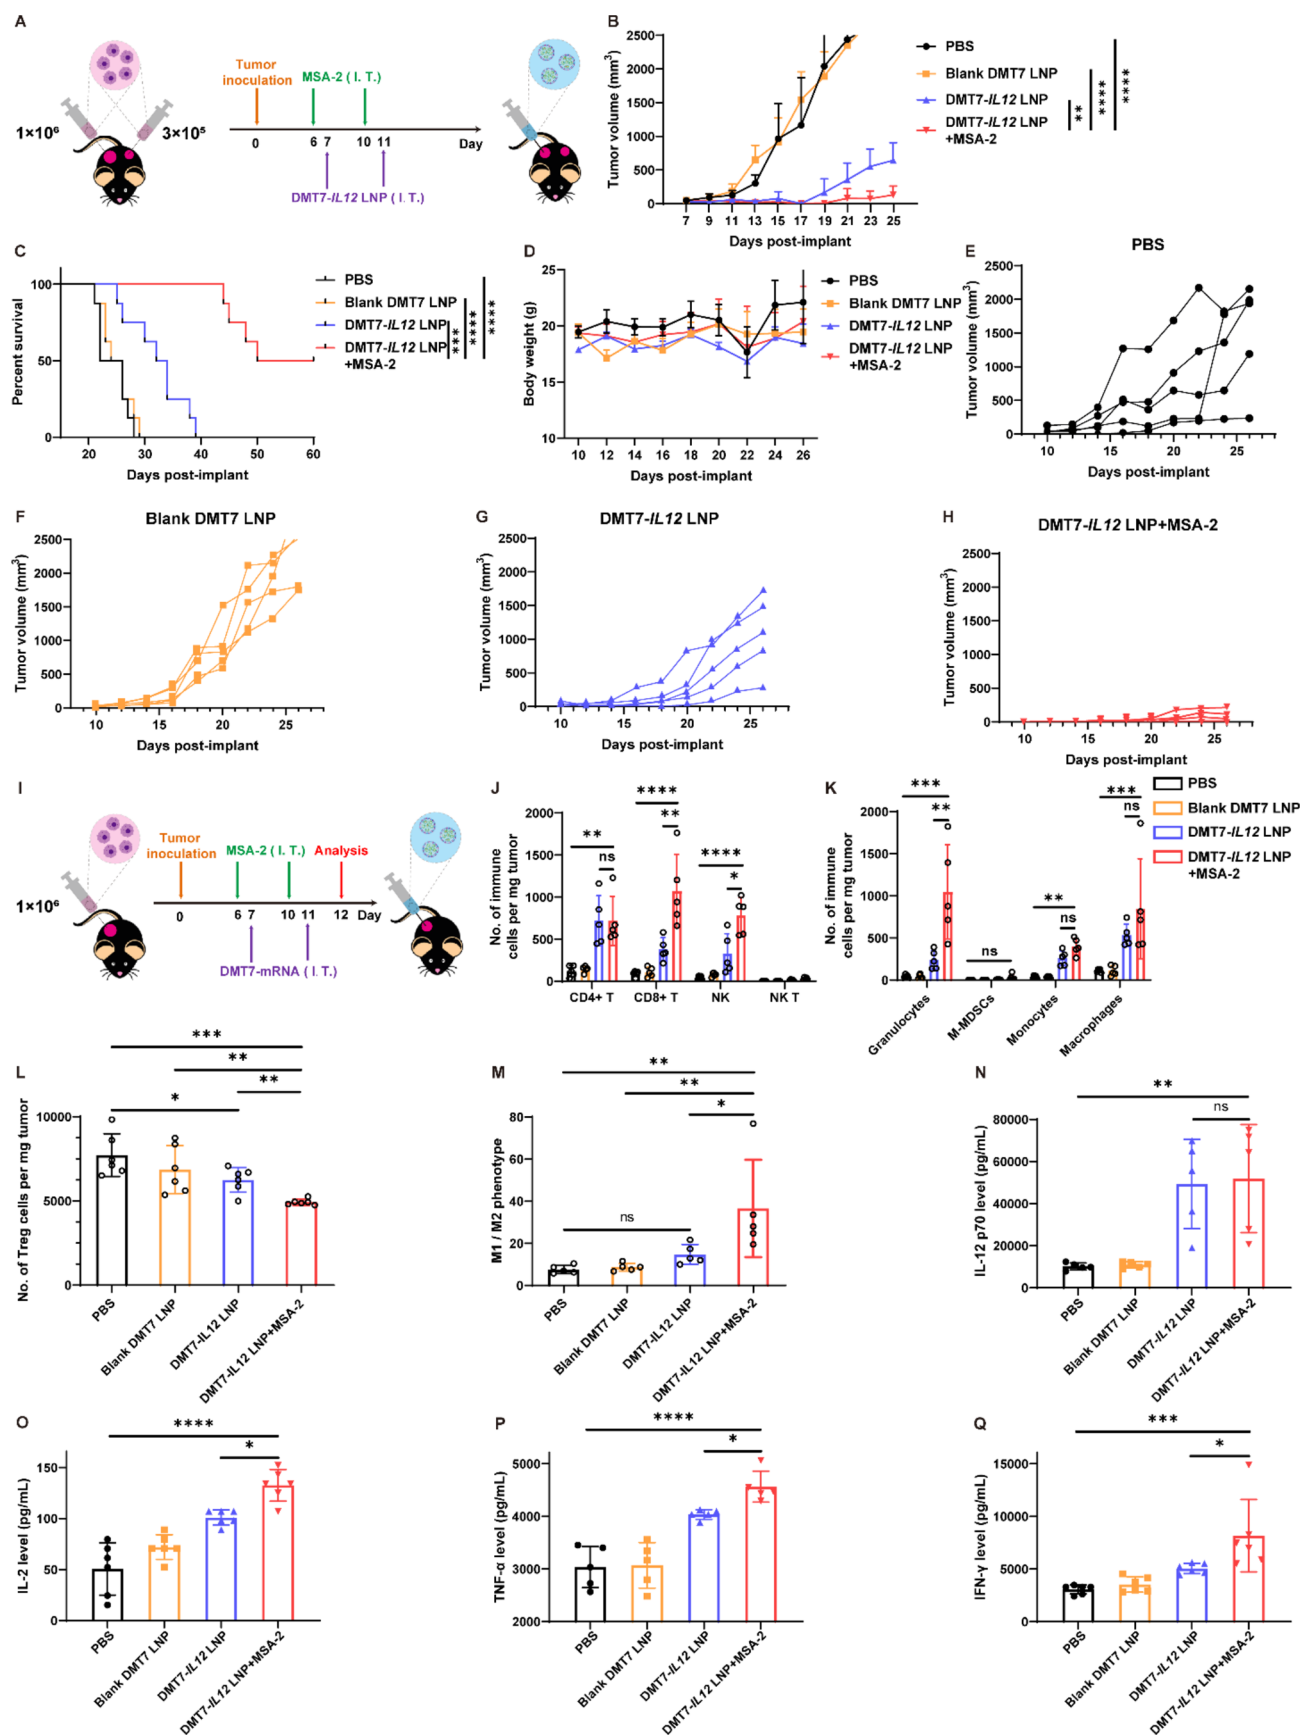 A
Tumor
inoculation
MSA-2 ( I. T.)
1×10⁶
3×10⁵
0
6
7
10
11
Day
DMT7-IL12 LNP ( I. T.)
B
Tumor volume (mm³)
2500
2000
1500
1000
500
0
7 9 11 13 15 17 19 21 23 25
Days post-implant
PBS
Blank DMT7 LNP
DMT7-IL12 LNP
DMT7-IL12 LNP
+MSA-2
**
****
****
C
Percent survival
100
50
0
20 30 40 50 60
Days post-implant
PBS
Blank DMT7 LNP
DMT7-IL12 LNP
DMT7-IL12 LNP
+MSA-2
***
****
****
D
Body weight (g)
25
20
15
10
10 12 14 16 18 20 22 24 26
Days post-implant
PBS
Blank DMT7 LNP
DMT7-IL12 LNP
DMT7-IL12 LNP
+MSA-2
E
PBS
Tumor volume (mm³)
2500
2000
1500
1000
500
0
10 15 20 25
Days post-implant
F
Blank DMT7 LNP
Tumor volume (mm³)
2500
2000
1500
1000
500
0
10 15 20 25
Days post-implant
G
DMT7-IL12 LNP
Tumor volume (mm³)
2500
2000
1500
1000
500
0
10 15 20 25
Days post-implant
H
DMT7-IL12 LNP+MSA-2
Tumor volume (mm³)
2500
2000
1500
1000
500
0
10 15 20 25
Days post-implant
I
Tumor
inoculation
MSA-2 ( I. T.)
Analysis
1×10⁶
0
6
7
10
11
12
Day
DMT7-mRNA ( I. T.)
J
No. of immune
cells per mg tumor
2000
1500
1000
500
0
**
ns
****
**
****
*
CD4+ T
CD8+ T
NK
NK T
K
No. of immune
cells per mg tumor
2000
1500
1000
500
0
***
**
ns
**
ns
***
ns
Granulocytes
M-MDSCs
Monocytes
Macrophages
PBS
Blank DMT7 LNP
DMT7-IL12 LNP
DMT7-IL12 LNP
+MSA-2
L
No. of Treg cells per mg tumor
10000
5000
0
***
**
**
*
PBS
Blank DMT7 LNP
DMT7-IL12 LNP
DMT7-IL12 LNP+MSA-2
M
M1 / M2 phenotype
80
60
40
20
0
**
**
*
ns
PBS
Blank DMT7 LNP
DMT7-IL12 LNP
DMT7-IL12 LNP+MSA-2
N
IL-12 p70 level (pg/mL)
80000
60000
40000
20000
0
**
ns
PBS
Blank DMT7 LNP
DMT7-IL12 LNP
DMT7-IL12 LNP+MSA-2
O
IL-2 level (pg/mL)
150
100
50
0
****
*
PBS
Blank DMT7 LNP
DMT7-IL12 LNP
DMT7-IL12 LNP+MSA-2
P
TNF-α level (pg/mL)
5000
4000
3000
2000
****
*
PBS
Blank DMT7 LNP
DMT7-IL12 LNP
DMT7-IL12 LNP+MSA-2
Q
IFN-γ level (pg/mL)
15000
10000
5000
0
***
*
PBS
Blank DMT7 LNP
DMT7-IL12 LNP
DMT7-IL12 LNP+MSA-2